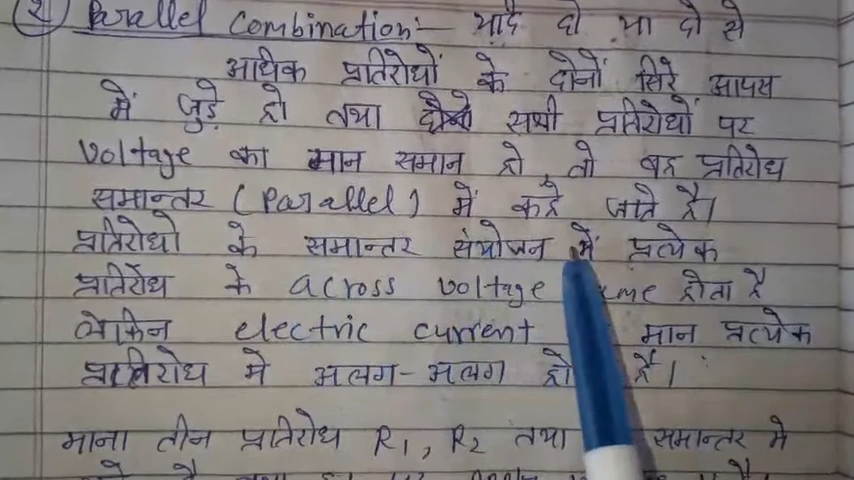 २ Parallel Combination:- यदि दो या दो से
अधिक प्रतिरोधों के दोनों सिरे आपस
में जुड़े हो तथा सभी प्रतिरोधों पर
Voltage का मान समान हो, तो वह प्रतिरोध
समान्तर (Parallel) में कहे जाते है।
प्रतिरोधो के समान्तर संयोजन में प्रत्येक
प्रतिरोध के across voltage होता है
लेकिन electric current मान प्रत्येक
प्रतिरोध मे अलग-अलग है।
माना तीन प्रतिरोध R1, R2 तथा समान्तर मे